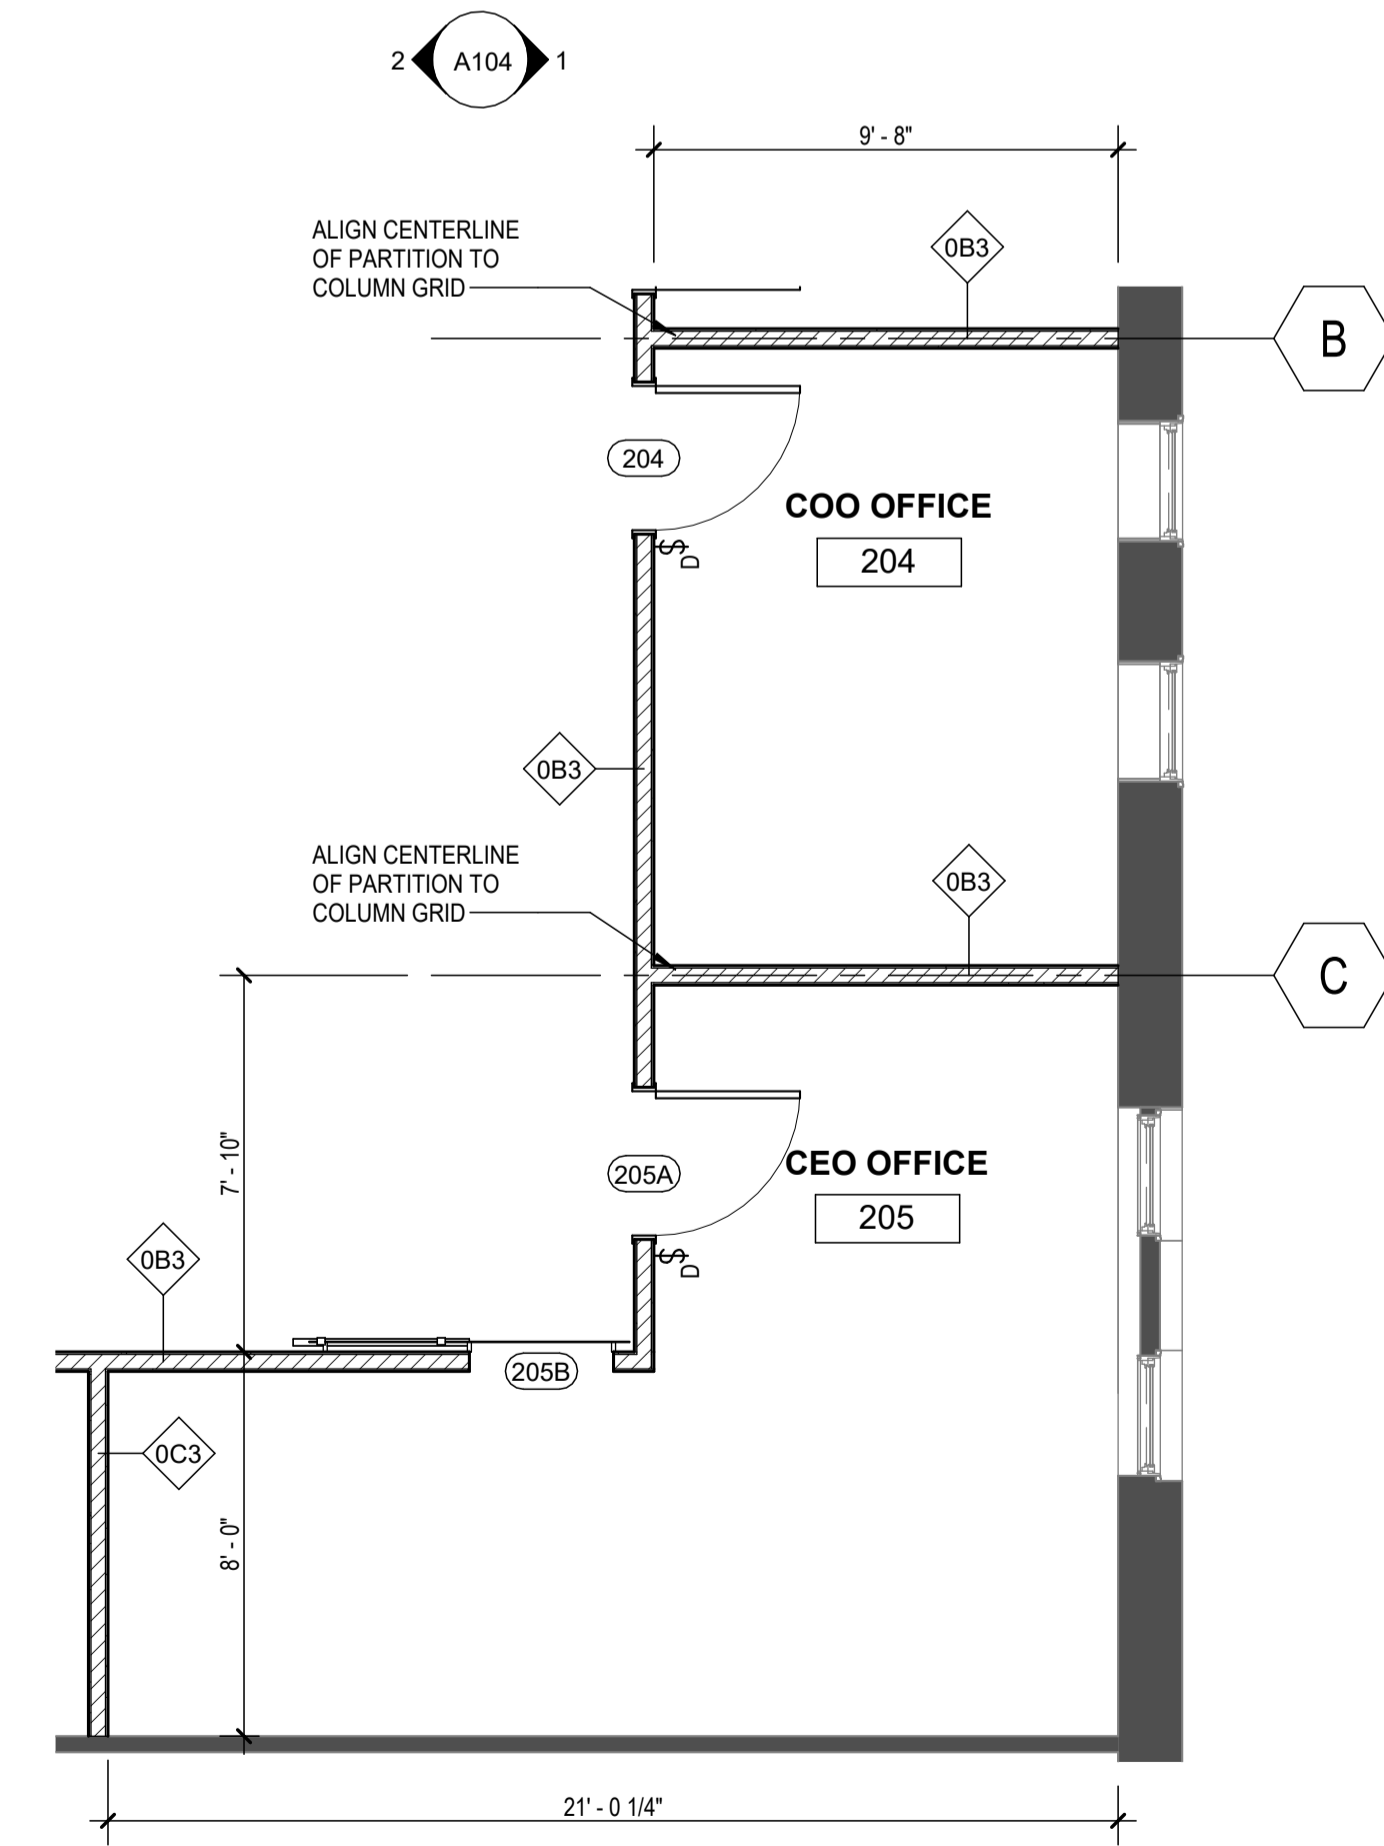 2 A104 1
9' - 8"
ALIGN CENTERLINE
OF PARTITION TO
COLUMN GRID
0B3
B
204
COO OFFICE
204
S
D
0B3
ALIGN CENTERLINE
OF PARTITION TO
COLUMN GRID
0B3
C
7' - 10"
205A
CEO OFFICE
205
S
D
0B3
205B
0C3
8' - 0"
21' - 0 1/4"